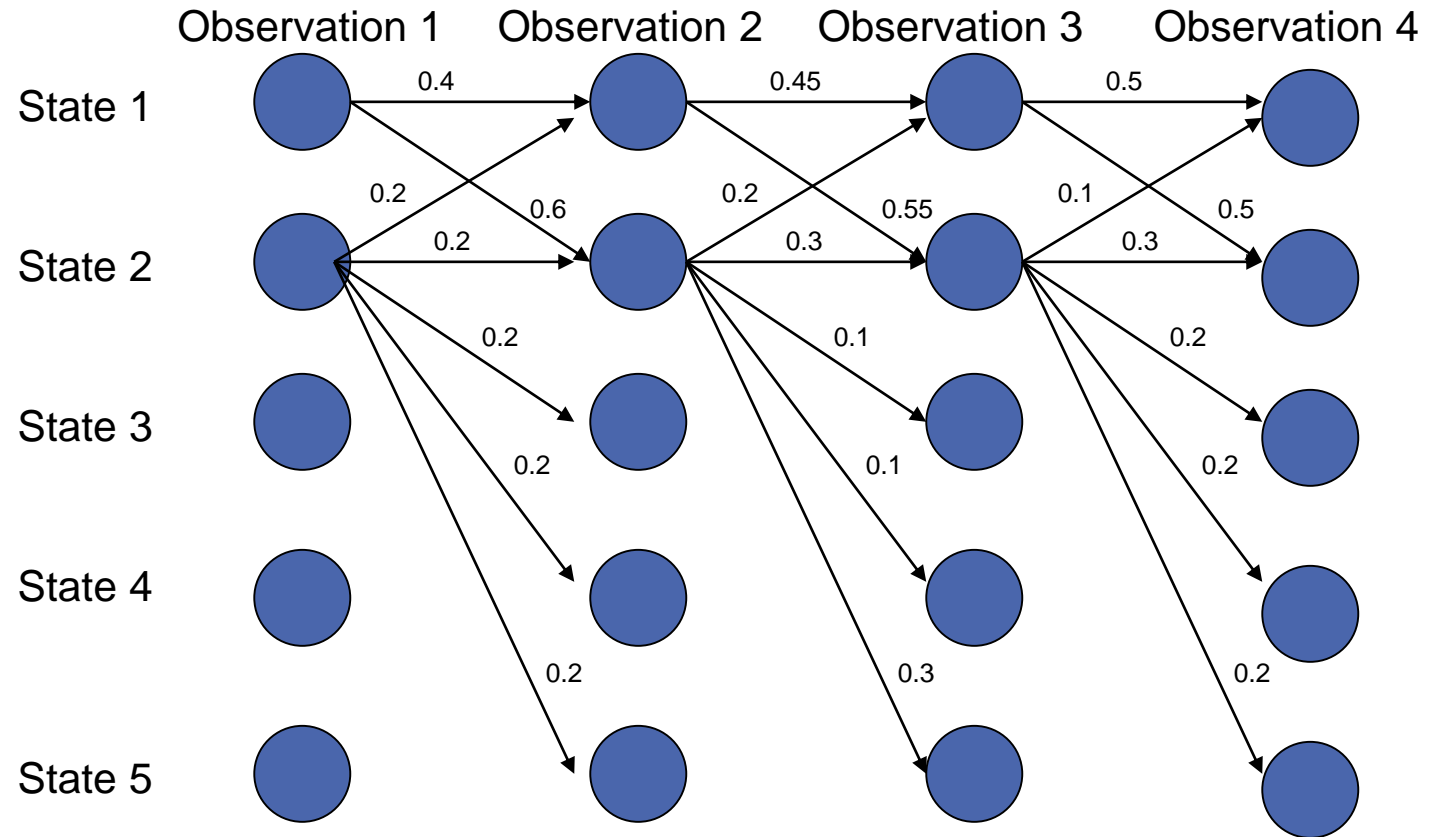 Observation 1 Observation 2 Observation 3 Observation 4
State 1
0.4 0.45 0.5
0.2 0.6 0.2 0.55 0.1 0.5
State 2
0.2 0.3 0.3
0.2 0.1 0.2
State 3
0.2 0.1 0.2
State 4
0.2 0.3 0.2
State 5